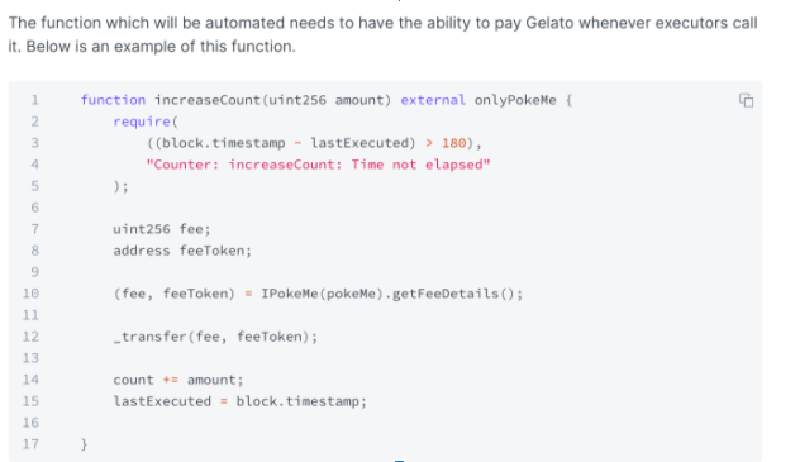 The function which will be automated needs to have the ability to pay Gelato whenever executors call
it. Below is an example of this function.
1 function increaseCount(uint256 amount) external onlyPokeMe {
2 require(
3 ((block.timestamp - lastExecuted) > 180),
4 "Counter: increaseCount: Time not elapsed"
5 );
6
7 uint256 fee;
8 address feeToken;
9
10 (fee, feeToken) = IPokeMe(pokeMe).getFeeDetails();
11
12 _transfer(fee, feeToken);
13
14 count += amount;
15 lastExecuted = block.timestamp;
16
17 }